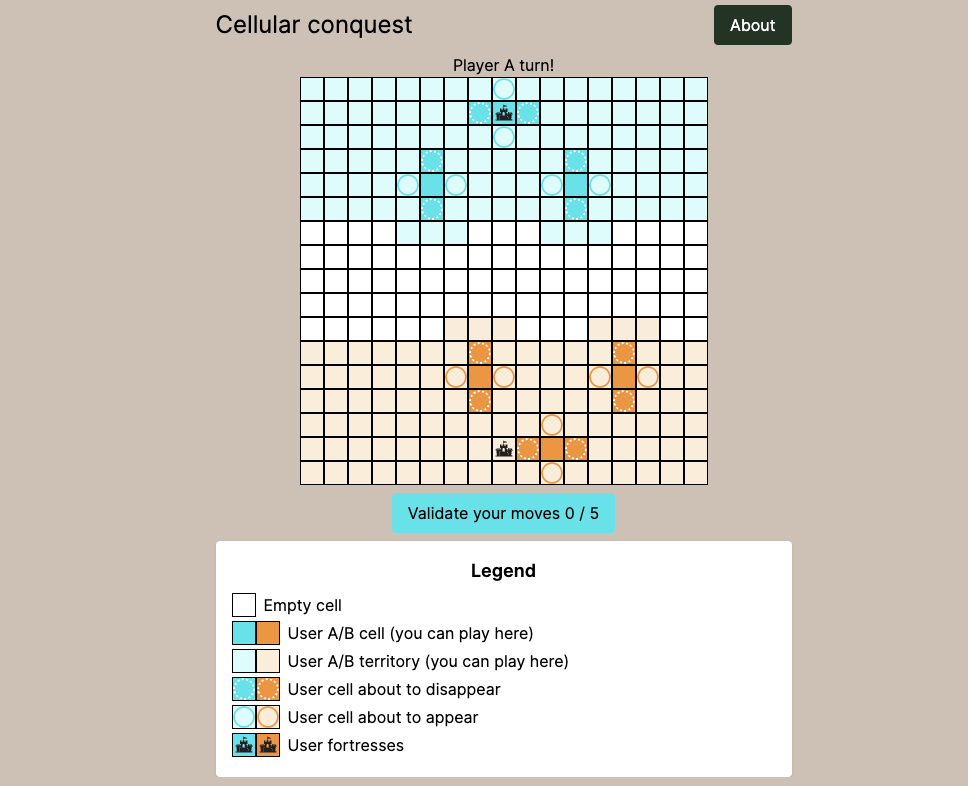 Cellular conquest
About
Player A turn!
Validate your moves 0 / 5
Legend
Empty cell
User A/B cell (you can play here)
User A/B territory (you can play here)
User cell about to disappear
User cell about to appear
User fortresses